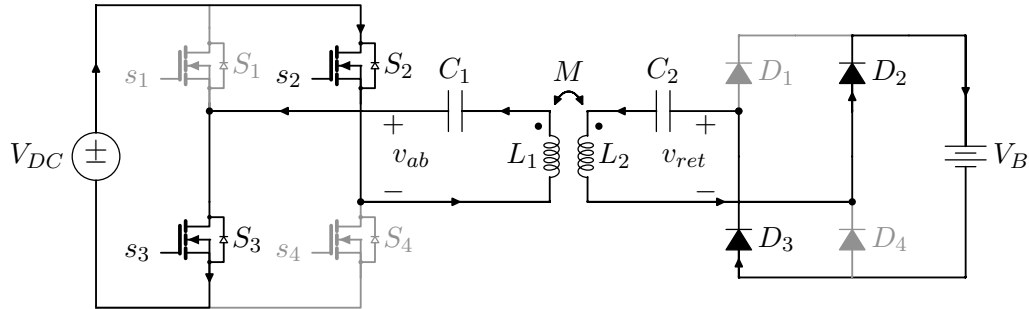 s₁ S₁ s₂ S₂ C₁ M C₂ D₁ D₂
V_DC ± + v_ab − L₁ L₂ + v_ret − V_B
s₃ S₃ s₄ S₄ D₃ D₄